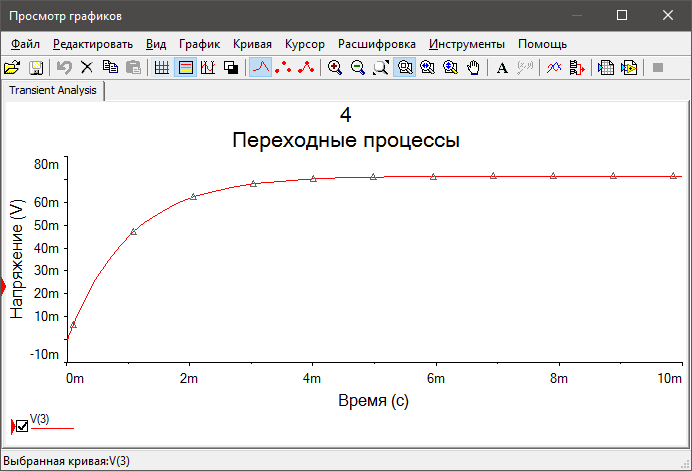 Просмотр графиков
Файл Редактировать Вид График Кривая Курсор Расшифровка Инструменты Помощь
Transient Analysis
4
Переходные процессы
Напряжение (V)
80m
60m
50m
40m
30m
20m
10m
-10m
0m 2m 4m 6m 8m 10m
Время (с)
V(3)
Выбранная кривая:V(3)